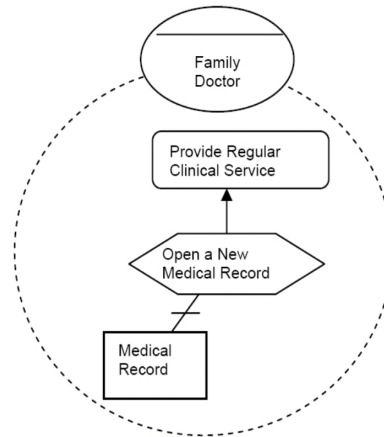 Family
Doctor
Provide Regular
Clinical Service
Open a New
Medical Record
Medical
Record